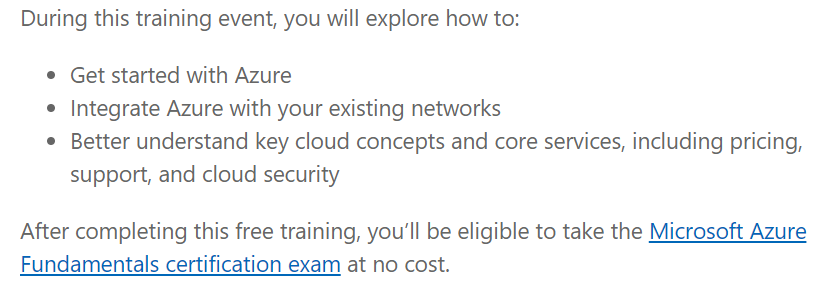 During this training event, you will explore how to:
• Get started with Azure
• Integrate Azure with your existing networks
• Better understand key cloud concepts and core services, including pricing,
support, and cloud security
After completing this free training, you’ll be eligible to take the Microsoft Azure
Fundamentals certification exam at no cost.